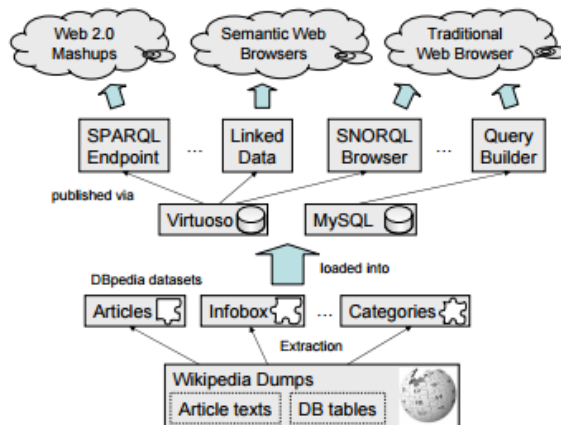 Web 2.0
Mashups
Semantic Web
Browsers
Traditional
Web Browser
SPARQL
Endpoint
...
Linked
Data
SNORQL
Browser
...
Query
Builder
published via
Virtuoso
MySQL
loaded into
DBpedia datasets
Articles
Infobox
...
Categories
Extraction
Wikipedia Dumps
Article texts
DB tables